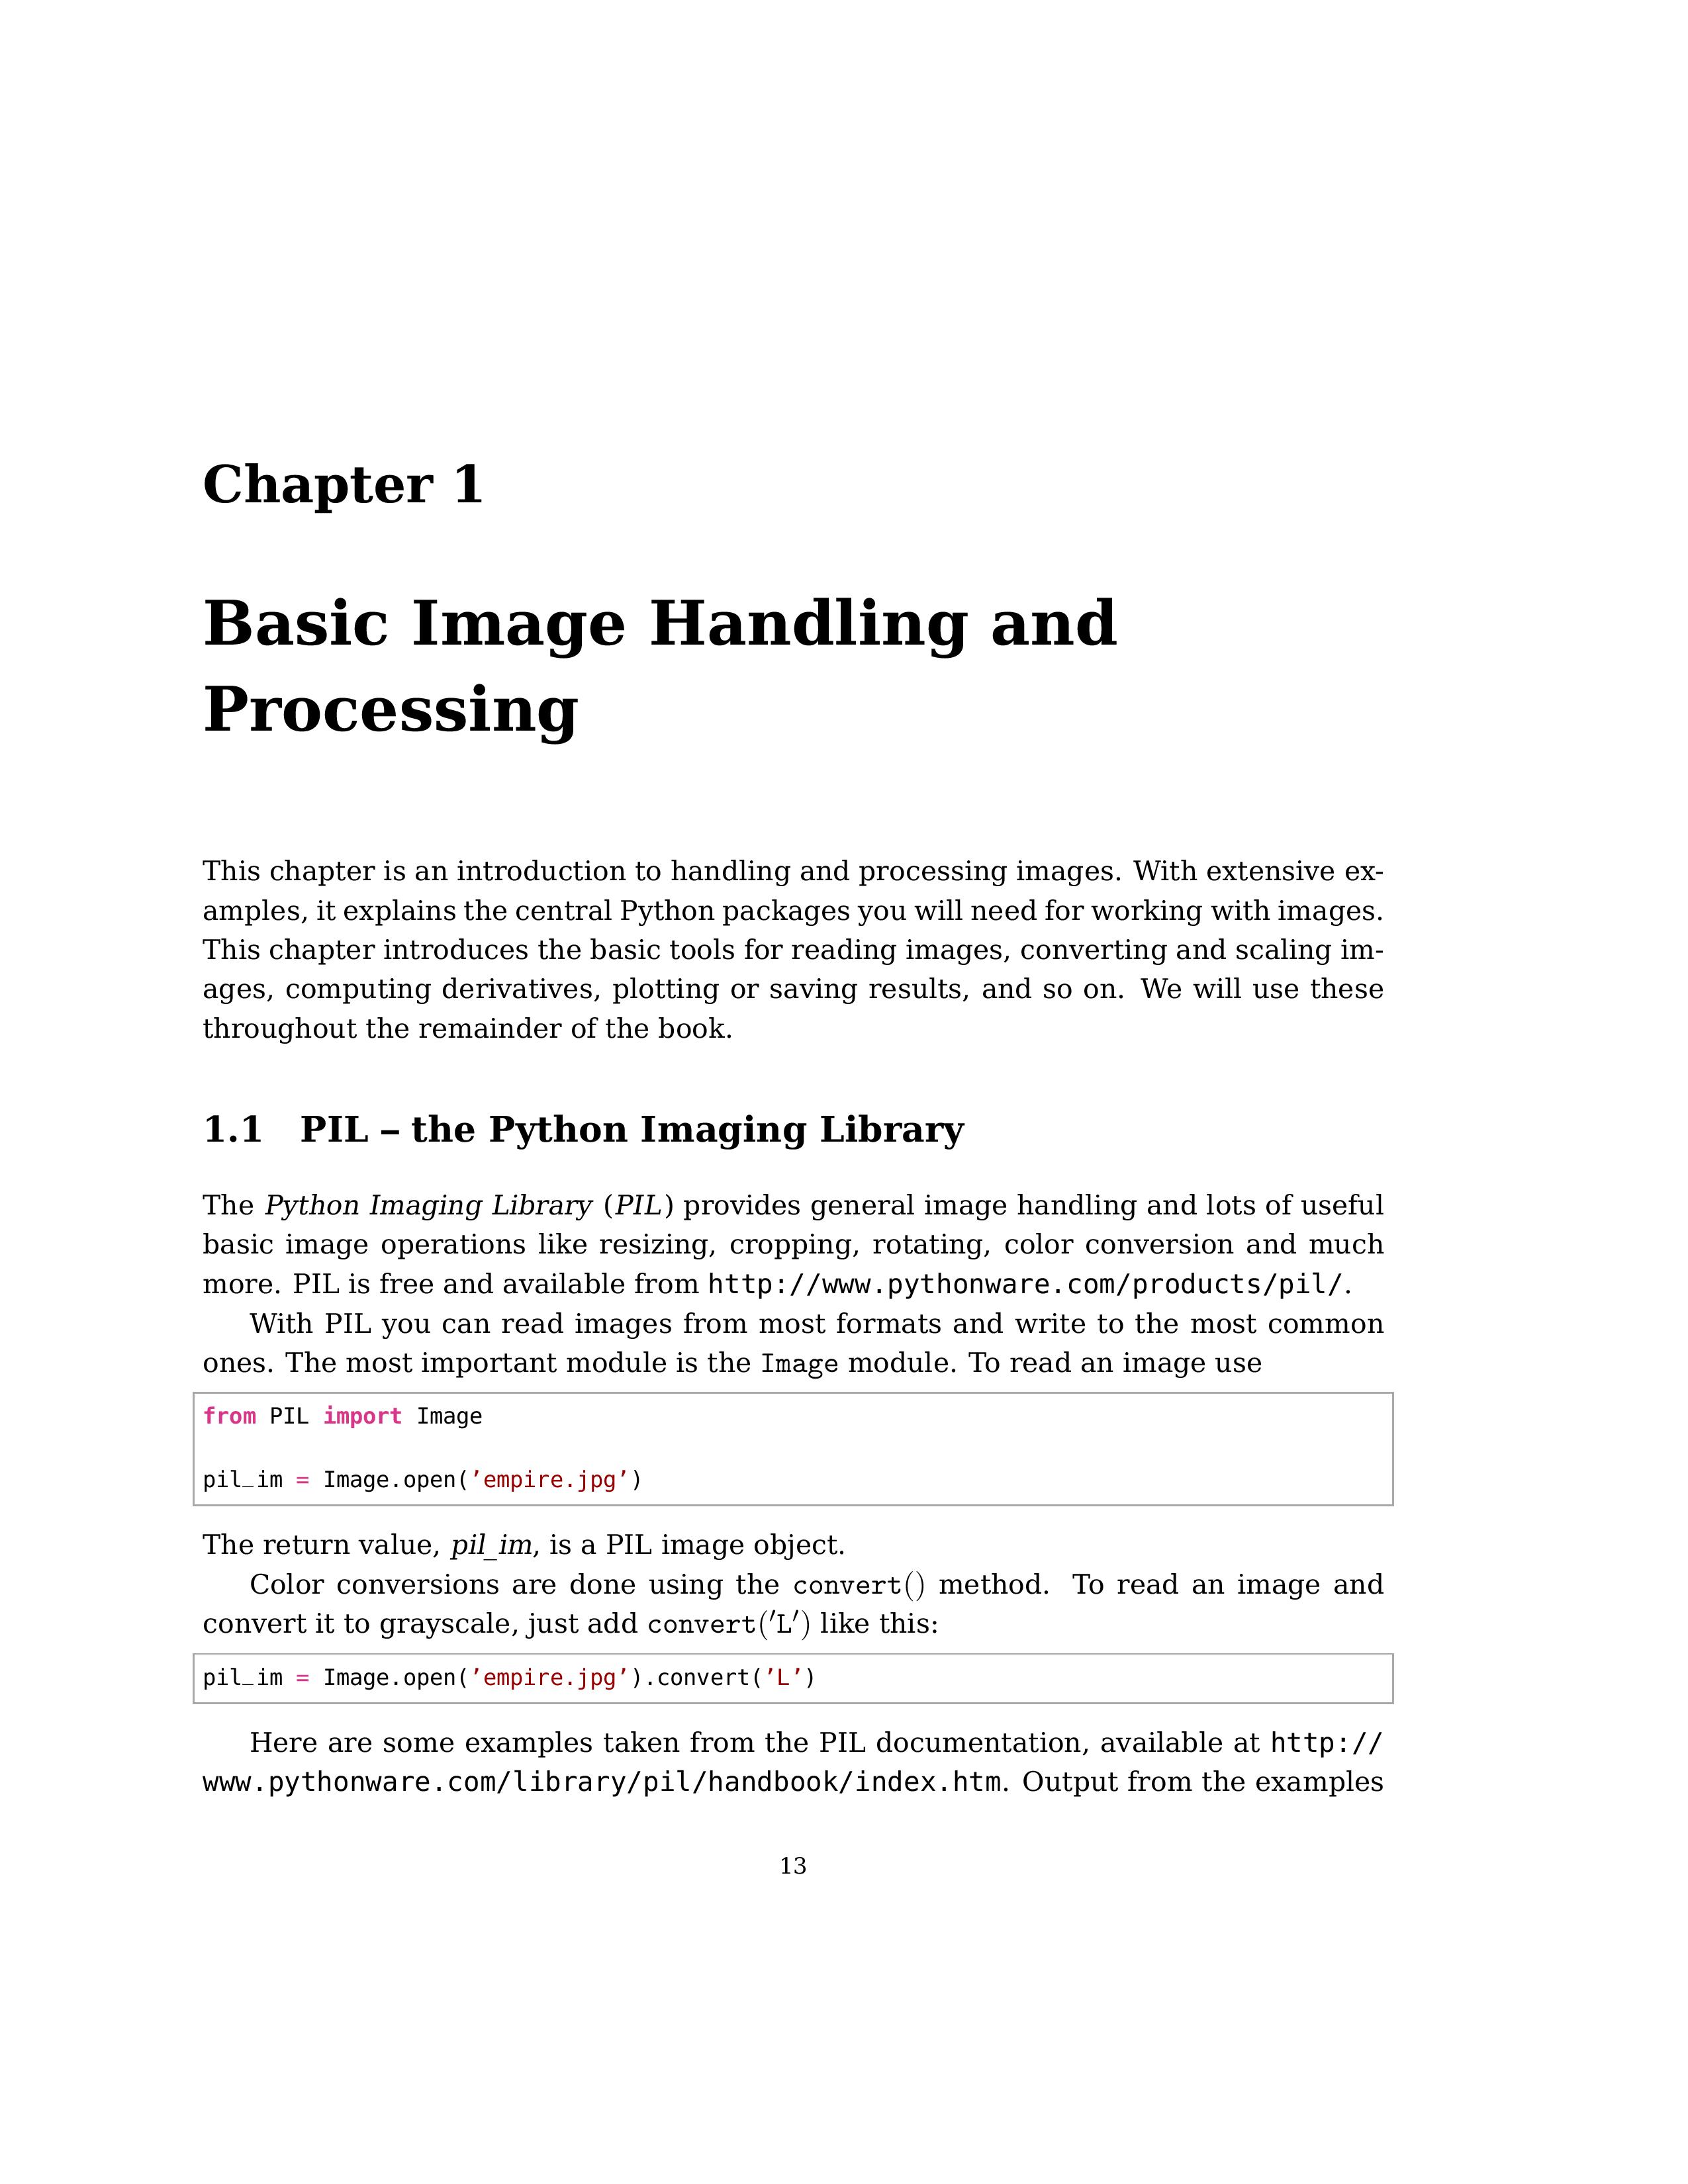 Chapter 1
Basic Image Handling and
Processing
This chapter is an introduction to handling and processing images. With extensive ex-
amples, it explains the central Python packages you will need for working with images.
This chapter introduces the basic tools for reading images, converting and scaling im-
ages, computing derivatives, plotting or saving results, and so on. We will use these
throughout the remainder of the book.
1.1 PIL – the Python Imaging Library
The Python Imaging Library (PIL) provides general image handling and lots of useful
basic image operations like resizing, cropping, rotating, color conversion and much
more. PIL is free and available from http://www.pythonware.com/products/pil/.
With PIL you can read images from most formats and write to the most common
ones. The most important module is the Image module. To read an image use
from PIL import Image
pil_im = Image.open(’empire.jpg’)
The return value, pil_im, is a PIL image object.
Color conversions are done using the convert() method. To read an image and
convert it to grayscale, just add convert(′L′) like this:
pil_im = Image.open(’empire.jpg’).convert(’L’)
Here are some examples taken from the PIL documentation, available at http://
www.pythonware.com/library/pil/handbook/index.htm. Output from the examples
13